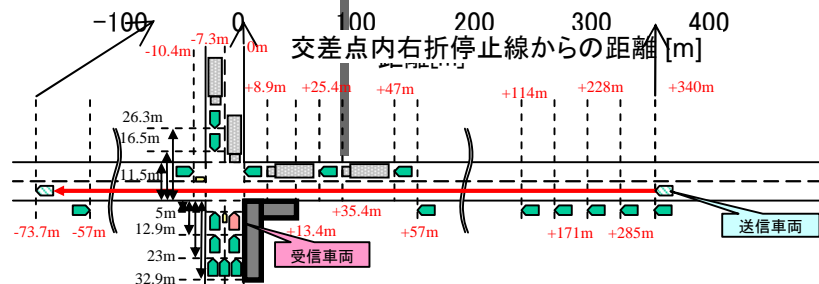 -100 0 100 200 300 400
交差点内右折停止線からの距離 [m]
-10.4m -7.3m 0m
+8.9m +25.4m +47m +114m +228m +340m
26.3m
16.5m
11.5m
5m
12.9m
23m
32.9m
-73.7m -57m +13.4m +35.4m +57m +171m +285m
受信車両
送信車両